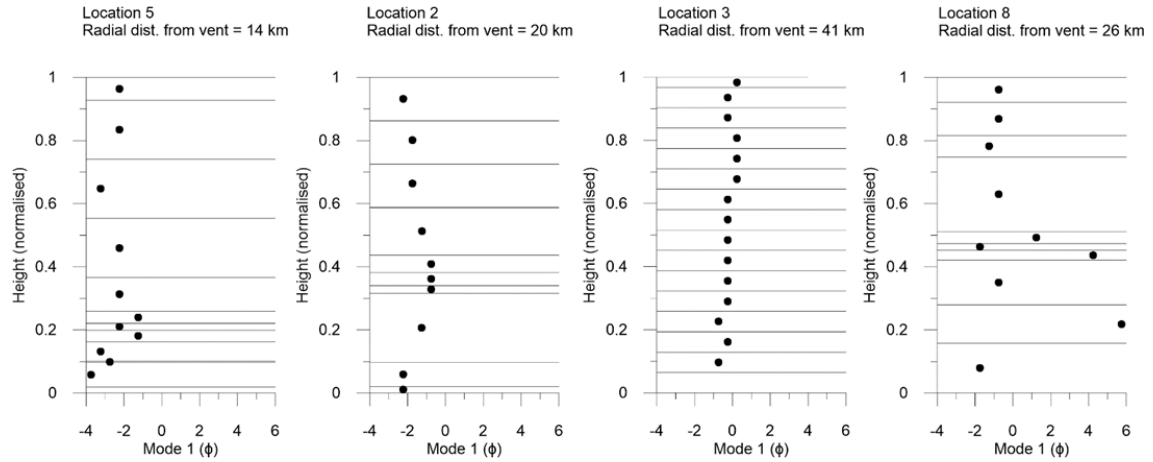 Location 5
Radial dist. from vent = 14 km
Height (normalised)
1
0.8
0.6
0.4
0.2
0
-4 -2 0 2 4 6
Mode 1 (ϕ)
Location 2
Radial dist. from vent = 20 km
Height (normalised)
1
0.8
0.6
0.4
0.2
0
-4 -2 0 2 4 6
Mode 1 (ϕ)
Location 3
Radial dist. from vent = 41 km
Height (normalised)
1
0.8
0.6
0.4
0.2
0
-4 -2 0 2 4 6
Mode 1 (ϕ)
Location 8
Radial dist. from vent = 26 km
Height (normalised)
1
0.8
0.6
0.4
0.2
0
-4 -2 0 2 4 6
Mode 1 (ϕ)